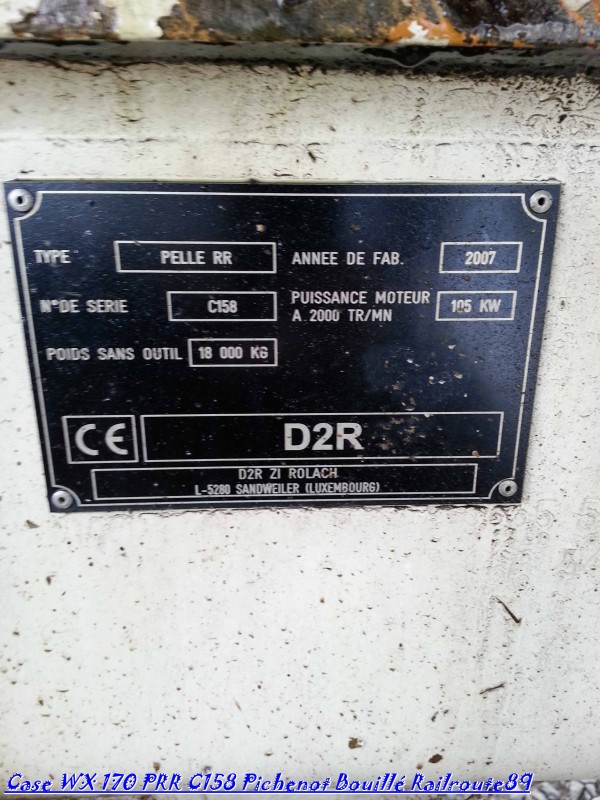 TYPE PELLE RR ANNEE DE FAB. 2007
N°DE SERIE C158 PUISSANCE MOTEUR A 2000 TR/MN 105 KW
POIDS SANS OUTIL 18 000 KG
CE D2R
D2R ZI ROLACH
L-5280 SANDWEILER (LUXEMBOURG)
Case WX 170 PRR C158 Pichenot Bouillé Railroute89